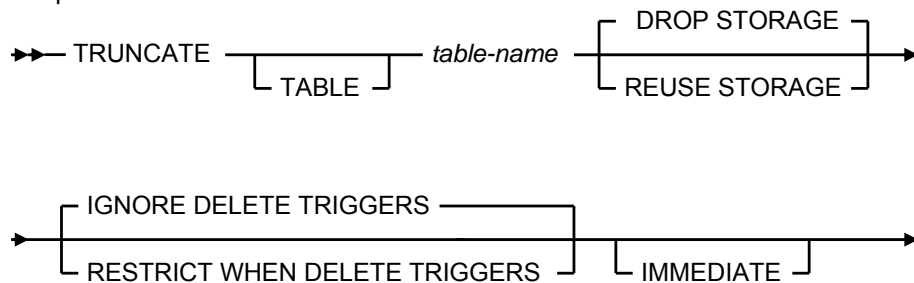 DROP STORAGE
TRUNCATE table-name
TABLE REUSE STORAGE
IGNORE DELETE TRIGGERS
RESTRICT WHEN DELETE TRIGGERS IMMEDIATE